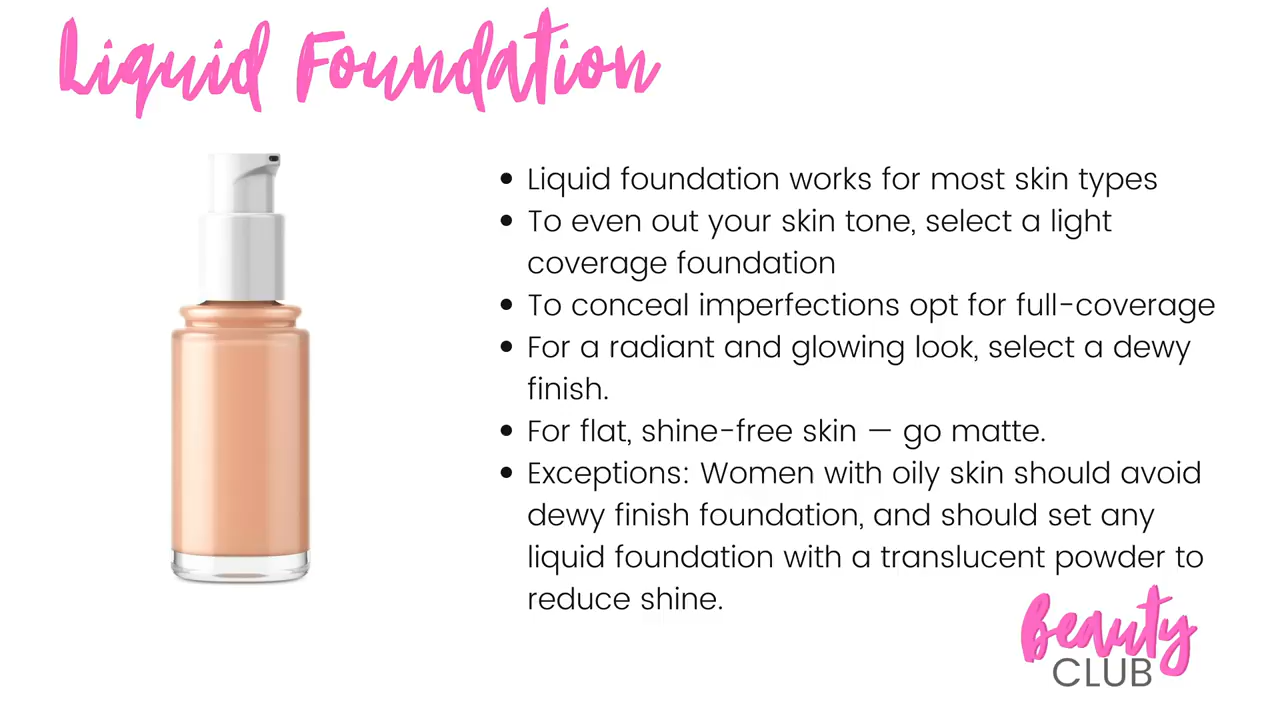 Liquid Foundation
• Liquid foundation works for most skin types
• To even out your skin tone, select a light
coverage foundation
• To conceal imperfections opt for full-coverage
• For a radiant and glowing look, select a dewy
finish.
• For flat, shine-free skin — go matte.
• Exceptions: Women with oily skin should avoid
dewy finish foundation, and should set any
liquid foundation with a translucent powder to
reduce shine.
Beauty
CLUB